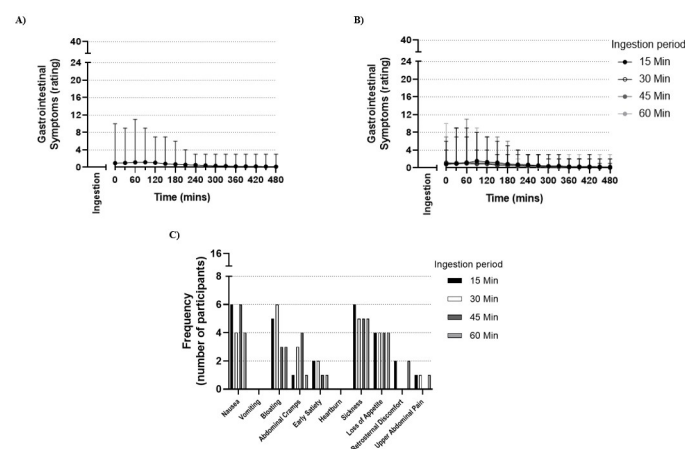 A)
Gastrointestinal
Symptoms (rating)
40
24
20
16
12
8
4
0
Ingestion
0 60 120 180 240 300 360 420 480
Time (mins)
B)
Gastrointestinal
Symptoms (rating)
40
24
20
16
12
8
4
0
Ingestion
0 60 120 180 240 300 360 420 480
Time (mins)
Ingestion period
15 Min
30 Min
45 Min
60 Min
C)
Frequency
(number of participants)
16
8
6
4
2
0
Nausea
Vomiting
Bloating
Abdominal Cramps
Early Satiety
Heartburn
Sickness
Loss of Appetite
Retrosternal Discomfort
Upper Abdominal Pain
Ingestion period
15 Min
30 Min
45 Min
60 Min